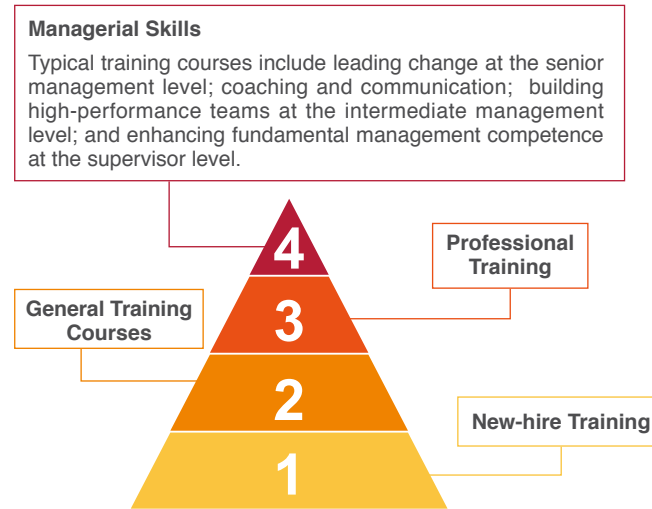 Managerial Skills
Typical training courses include leading change at the senior
management level; coaching and communication; building
high-performance teams at the intermediate management
level; and enhancing fundamental management competence
at the supervisor level.
4
Professional
Training
3
General Training
Courses
2
New-hire Training
1